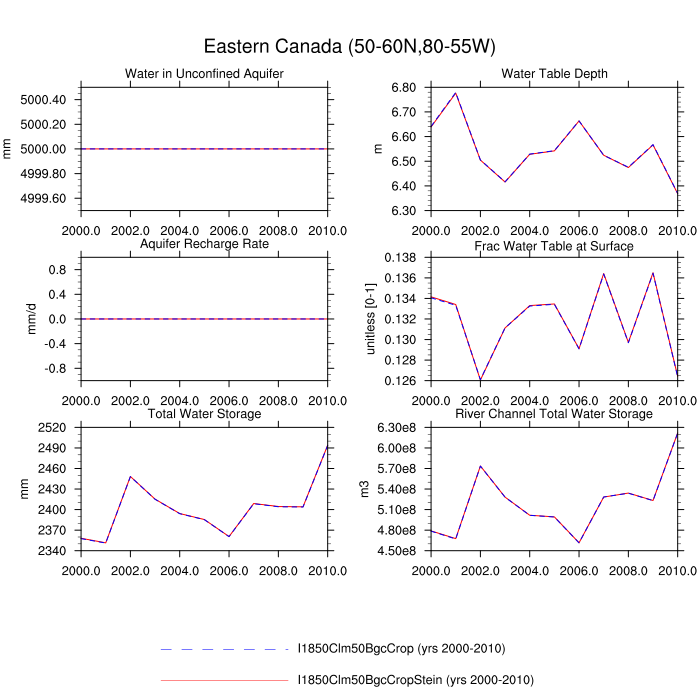 Eastern Canada (50-60N,80-55W)
Water in Unconfined Aquifer
5000.40
5000.20
5000.00
4999.80
4999.60
mm
2000.0 2002.0 2004.0 2006.0 2008.0 2010.0
Water Table Depth
6.80
6.70
6.60
6.50
6.40
6.30
m
2000.0 2002.0 2004.0 2006.0 2008.0 2010.0
Aquifer Recharge Rate
0.8
0.4
0.0
-0.4
-0.8
mm/d
2000.0 2002.0 2004.0 2006.0 2008.0 2010.0
Frac Water Table at Surface
0.138
0.136
0.134
0.132
0.130
0.128
0.126
unitless [0-1]
2000.0 2002.0 2004.0 2006.0 2008.0 2010.0
Total Water Storage
2520
2490
2460
2430
2400
2370
2340
mm
2000.0 2002.0 2004.0 2006.0 2008.0 2010.0
River Channel Total Water Storage
6.30e8
6.00e8
5.70e8
5.40e8
5.10e8
4.80e8
4.50e8
m3
2000.0 2002.0 2004.0 2006.0 2008.0 2010.0
I1850Clm50BgcCrop (yrs 2000-2010)
I1850Clm50BgcCropStein (yrs 2000-2010)